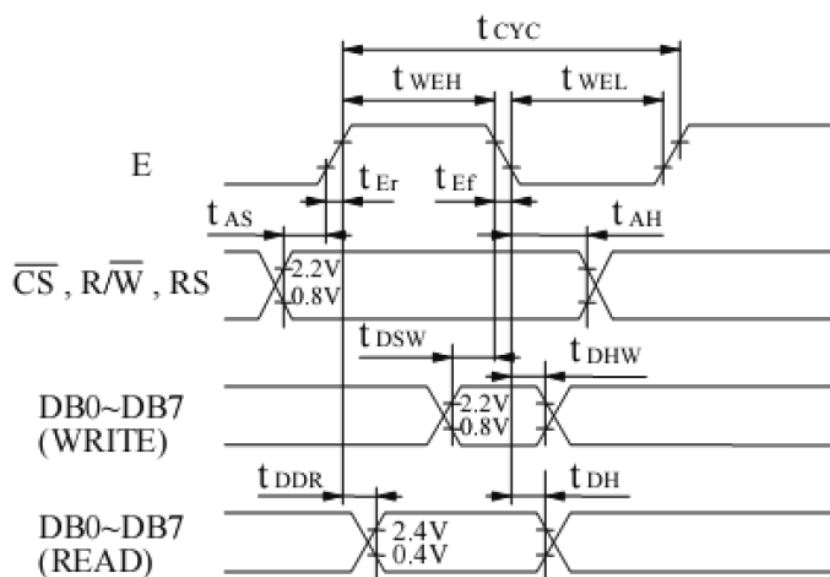 tCYC
tWEH tWEL
E
tEr tEf
tAS tAH
C̅S̅ , R/W̅ , RS
2.2V
0.8V
tDSW tDHW
DB0~DB7
(WRITE)
2.2V
0.8V
tDDR tDH
DB0~DB7
(READ)
2.4V
0.4V